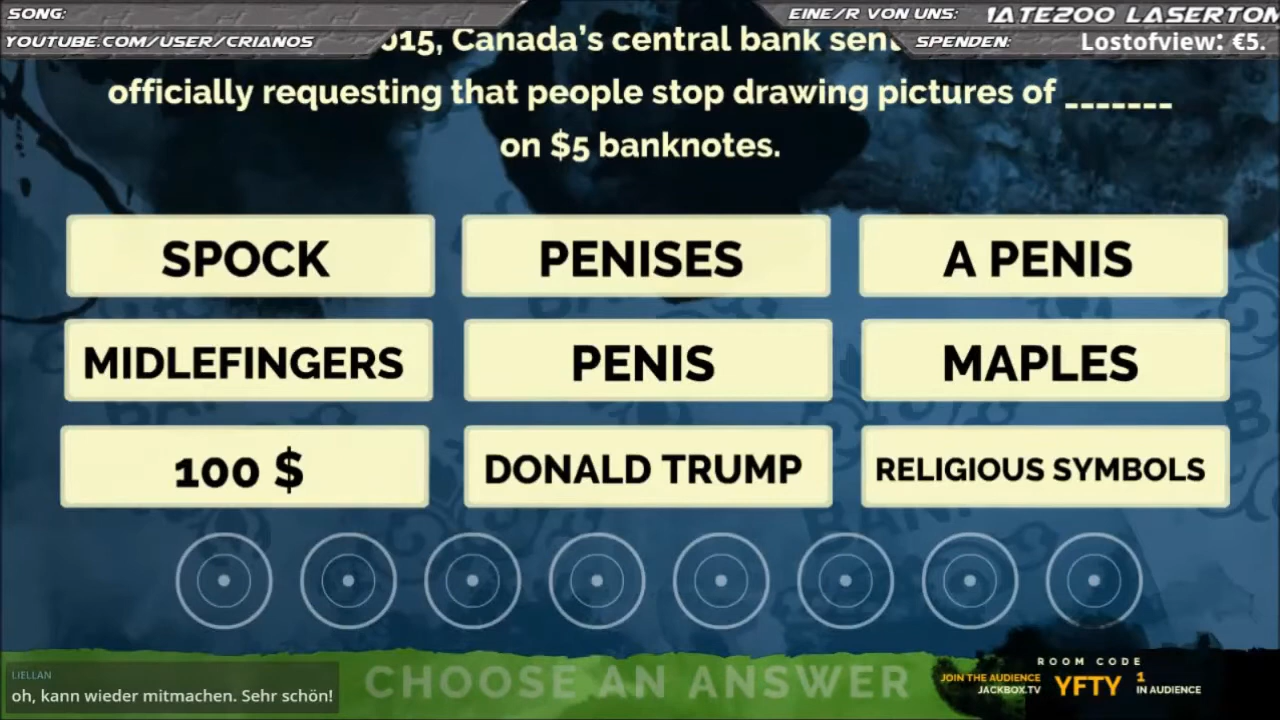 SONG:
EINE/R VON UNS:
YOUTUBE.COM/USER/CRIANOS
SPENDEN:
Lostofview: €5.
015, Canada's central bank sent
officially requesting that people stop drawing pictures of _______
on $5 banknotes.
SPOCK
PENISES
A PENIS
MIDLEFINGERS
PENIS
MAPLES
100 $
DONALD TRUMP
RELIGIOUS SYMBOLS
LIELLAN
oh, kann wieder mitmachen. Sehr schön!
CHOOSE AN ANSWER
JOIN THE AUDIENCE
JACKBOX.TV
ROOM CODE
YFTY
1
IN AUDIENCE